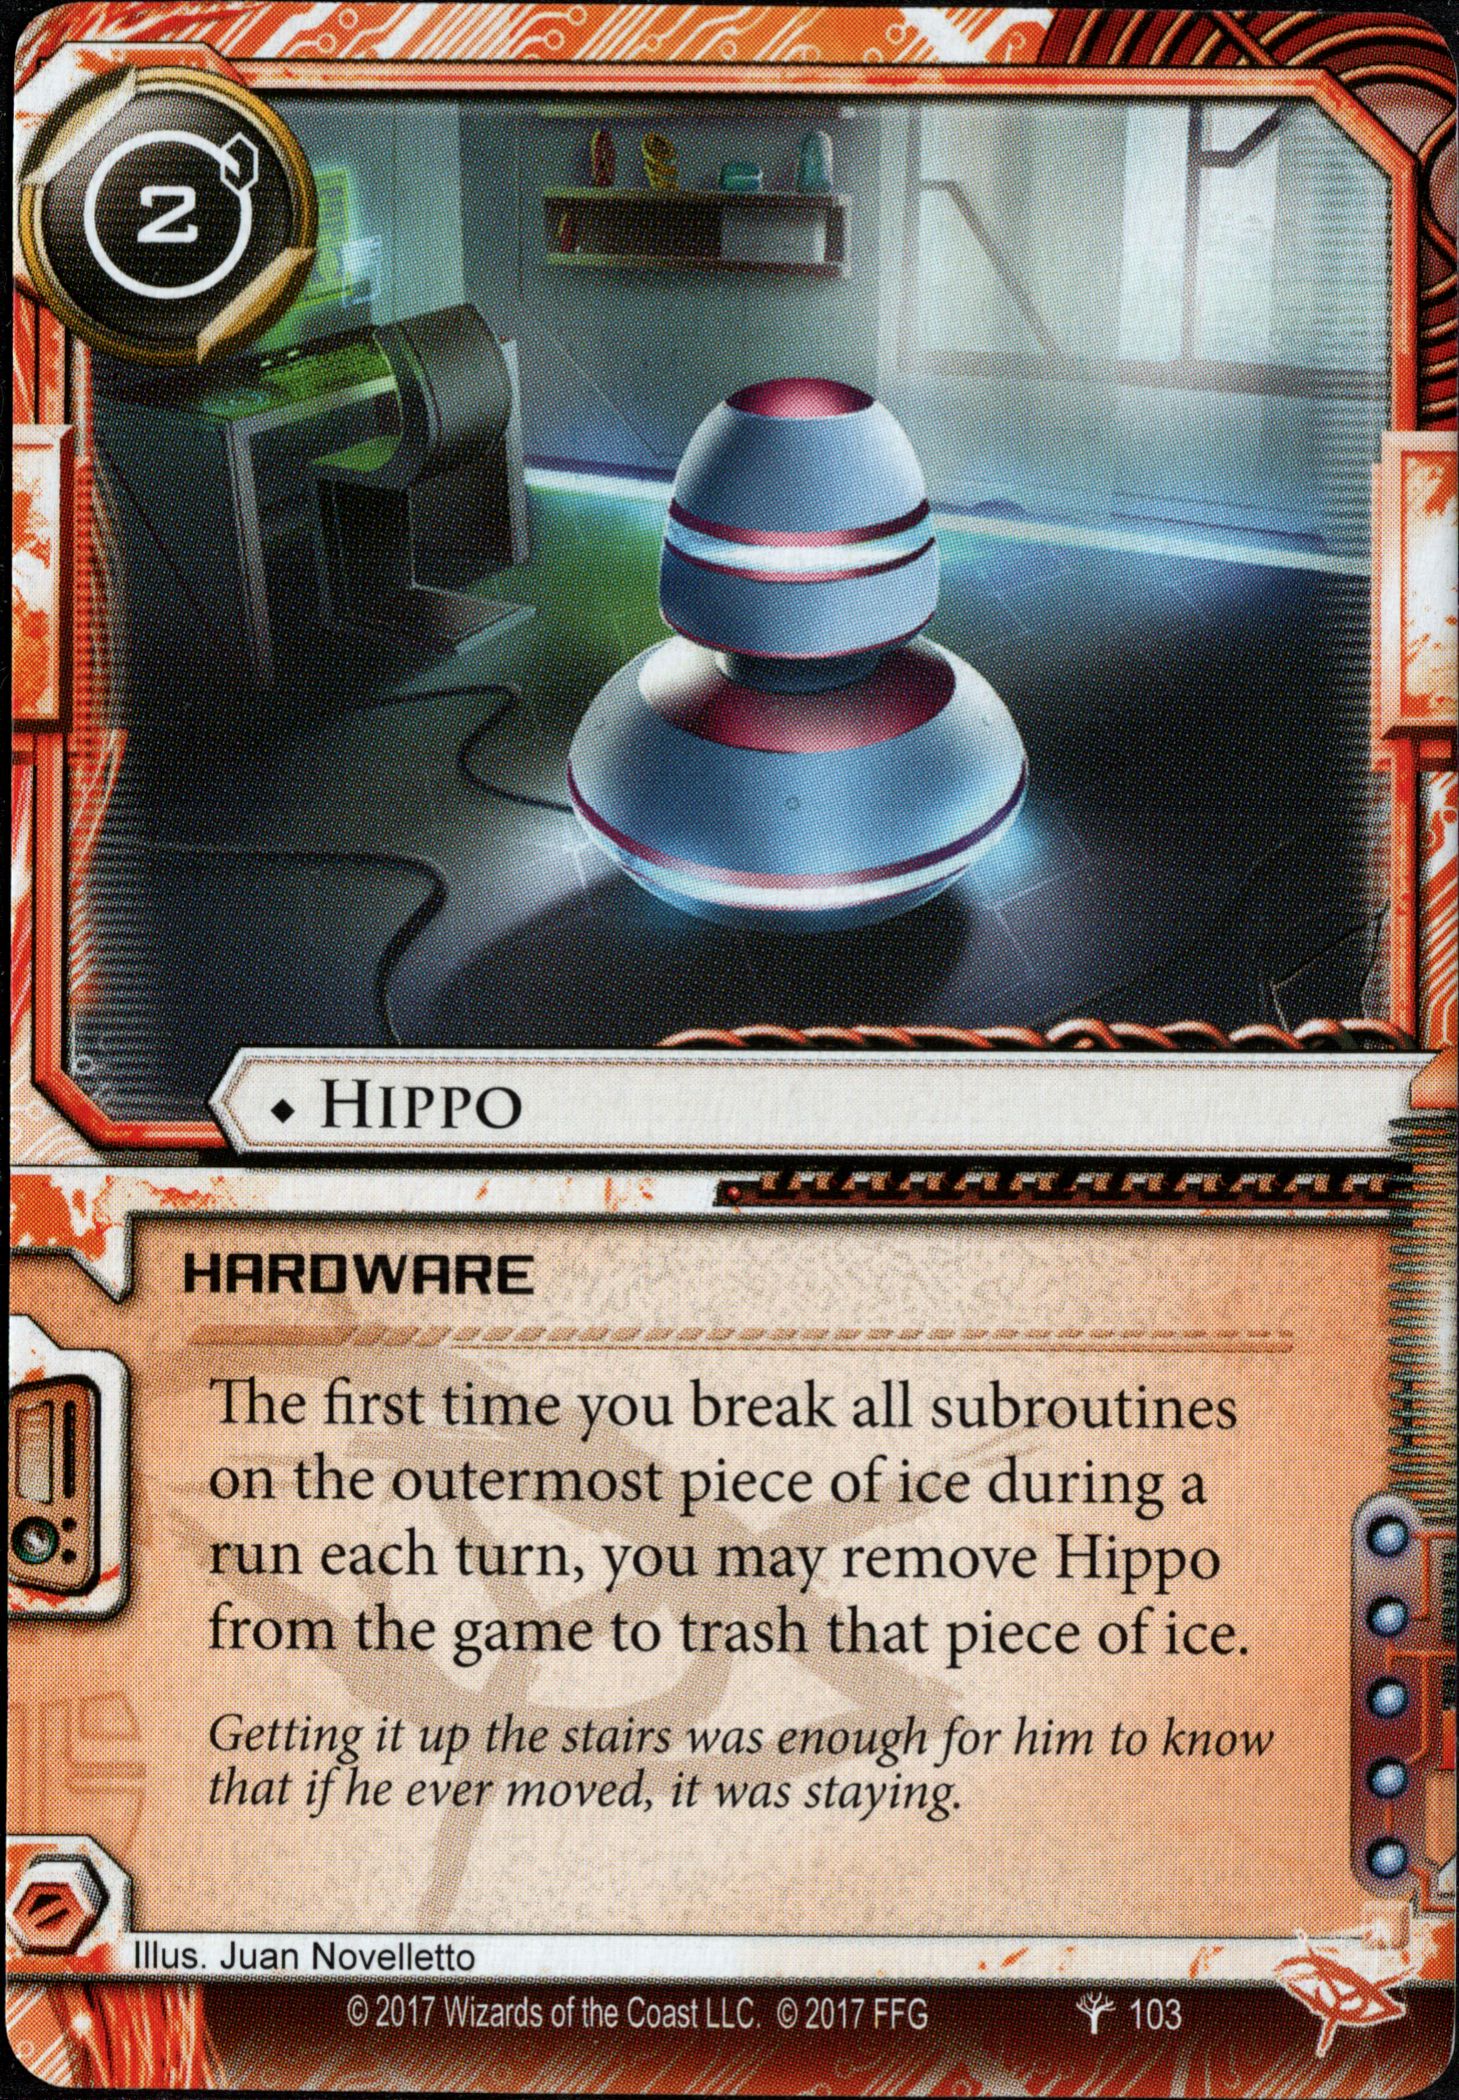 2
◆ HIPPO
HARDWARE
The first time you break all subroutines
on the outermost piece of ice during a
run each turn, you may remove Hippo
from the game to trash that piece of ice.
Getting it up the stairs was enough for him to know
that if he ever moved, it was staying.
Illus. Juan Novelletto
© 2017 Wizards of the Coast LLC. © 2017 FFG 103